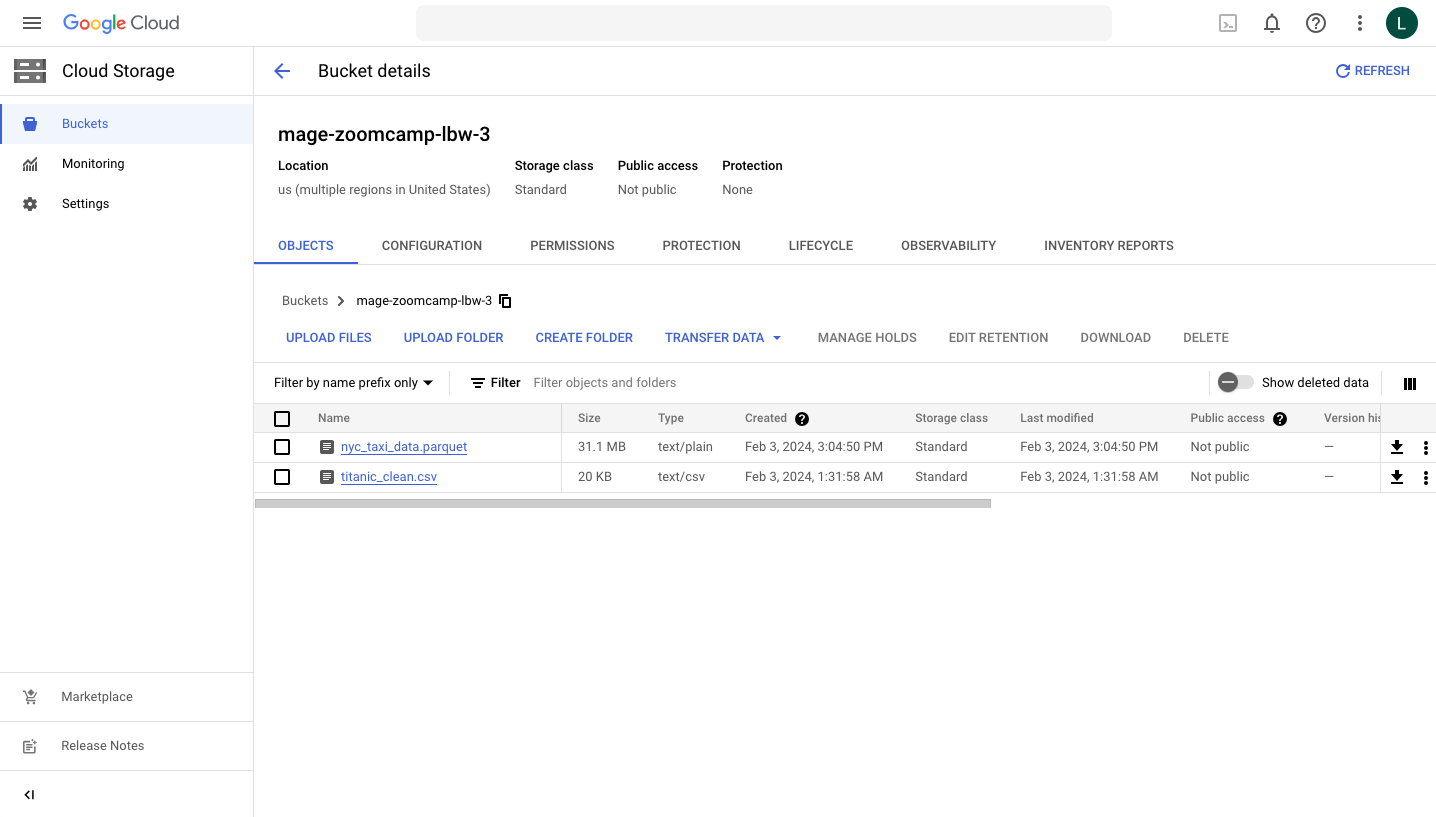 Google Cloud
L
Cloud Storage
Bucket details
REFRESH
Buckets
Monitoring
Settings
mage-zoomcamp-lbw-3
Location Storage class Public access Protection
us (multiple regions in United States) Standard Not public None
OBJECTS CONFIGURATION PERMISSIONS PROTECTION LIFECYCLE OBSERVABILITY INVENTORY REPORTS
Buckets mage-zoomcamp-lbw-3
UPLOAD FILES UPLOAD FOLDER CREATE FOLDER TRANSFER DATA MANAGE HOLDS EDIT RETENTION DOWNLOAD DELETE
Filter by name prefix only Filter Filter objects and folders Show deleted data
Name Size Type Created Storage class Last modified Public access Version his
nyc_taxi_data.parquet 31.1 MB text/plain Feb 3, 2024, 3:04:50 PM Standard Feb 3, 2024, 3:04:50 PM Not public —
titanic_clean.csv 20 KB text/csv Feb 3, 2024, 1:31:58 AM Standard Feb 3, 2024, 1:31:58 AM Not public —
Marketplace
Release Notes